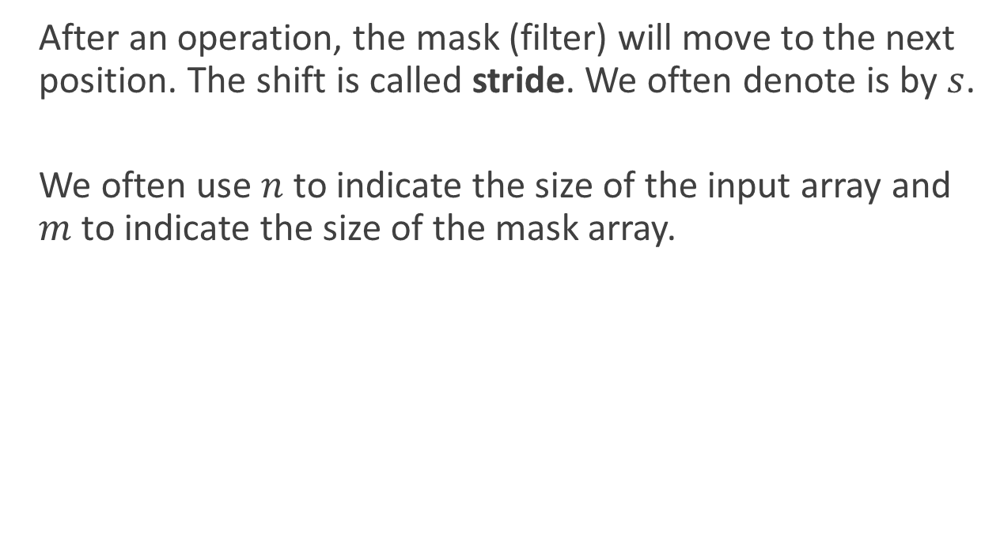 After an operation, the mask (filter) will move to the next
position. The shift is called stride. We often denote is by s.
We often use n to indicate the size of the input array and
m to indicate the size of the mask array.